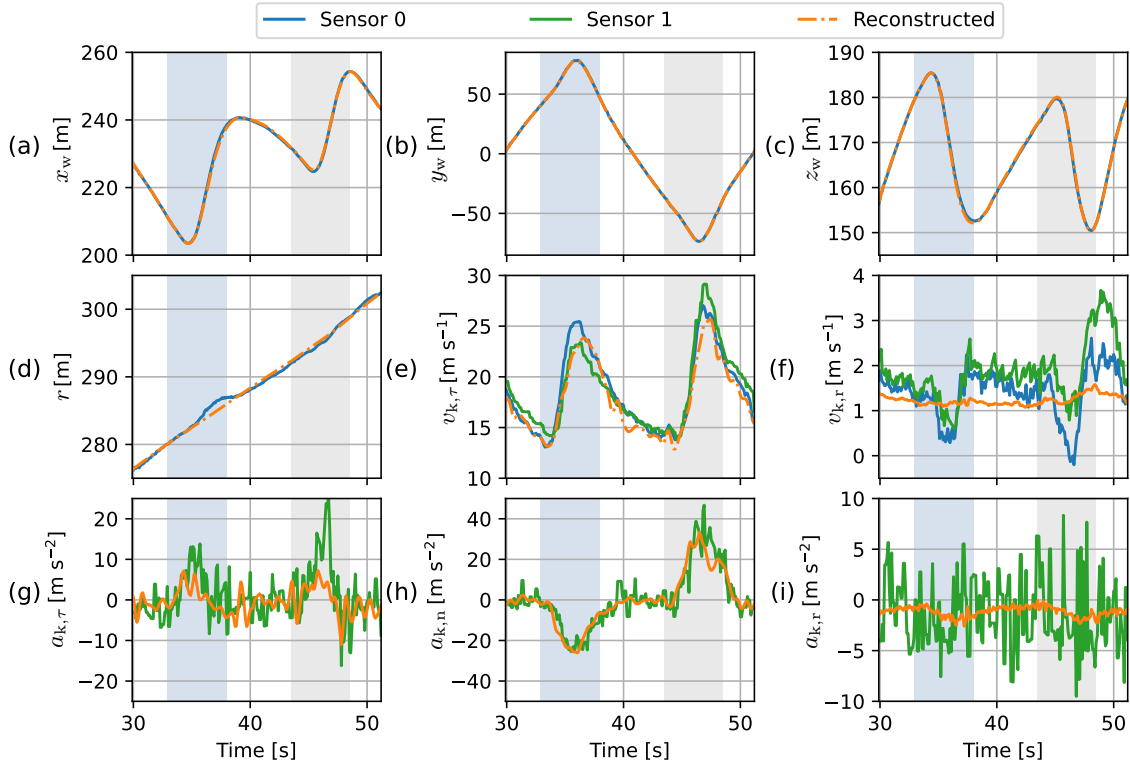 Sensor 0 Sensor 1 Reconstructed
260
240
220
200
(a)
x_w [m]
50
0
−50
(b)
y_w [m]
190
180
170
160
150
(c)
z_w [m]
300
290
280
(d)
r [m]
30
25
20
15
10
(e)
v_k,τ [m s⁻¹]
4
3
2
1
0
(f)
v_k,r [m s⁻¹]
20
10
0
−10
−20
(g)
a_k,τ [m s⁻²]
30 40 50
Time [s]
40
20
0
−20
−40
(h)
a_k,n [m s⁻²]
30 40 50
Time [s]
10
5
0
−5
−10
(i)
a_k,r [m s⁻²]
30 40 50
Time [s]